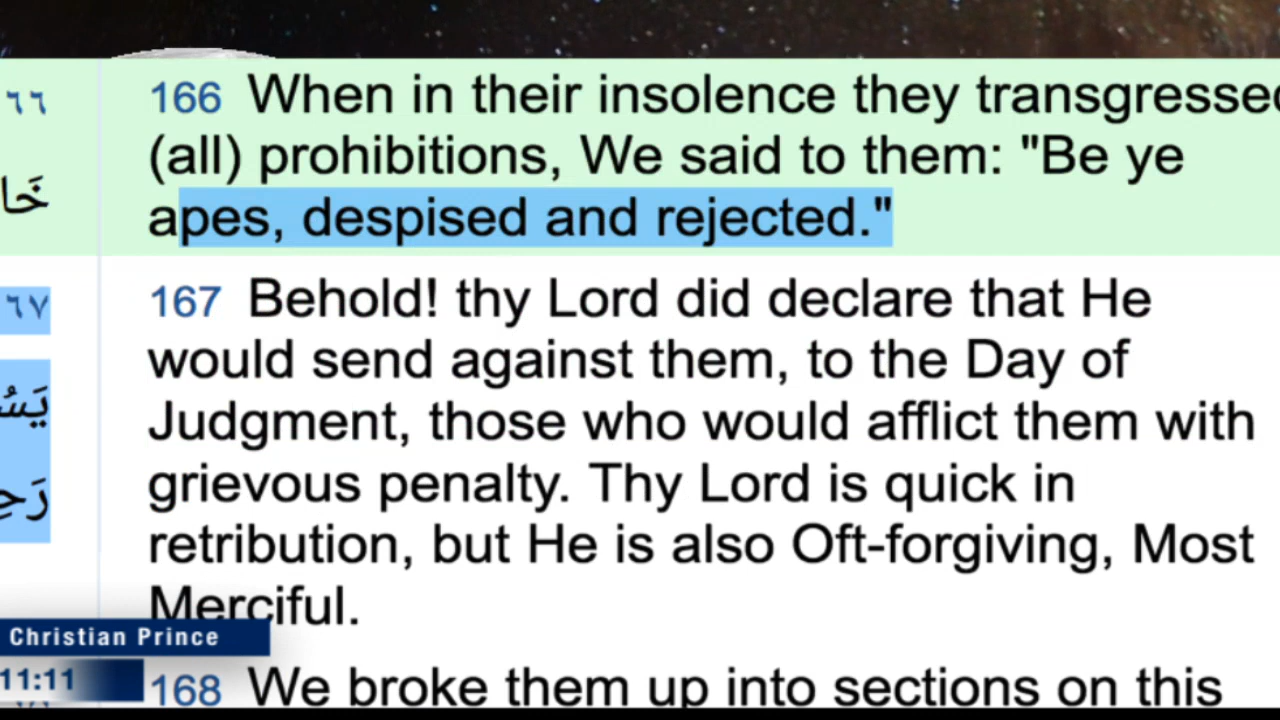 ٦٦
166 When in their insolence they transgressed
(all) prohibitions, We said to them: "Be ye
خَا
apes, despised and rejected."
٦٧
167 Behold! thy Lord did declare that He
would send against them, to the Day of
يَسُ
Judgment, those who would afflict them with
رَحِ
grievous penalty. Thy Lord is quick in
retribution, but He is also Oft-forgiving, Most
Merciful.
Christian Prince
11:11
168 We broke them up into sections on this